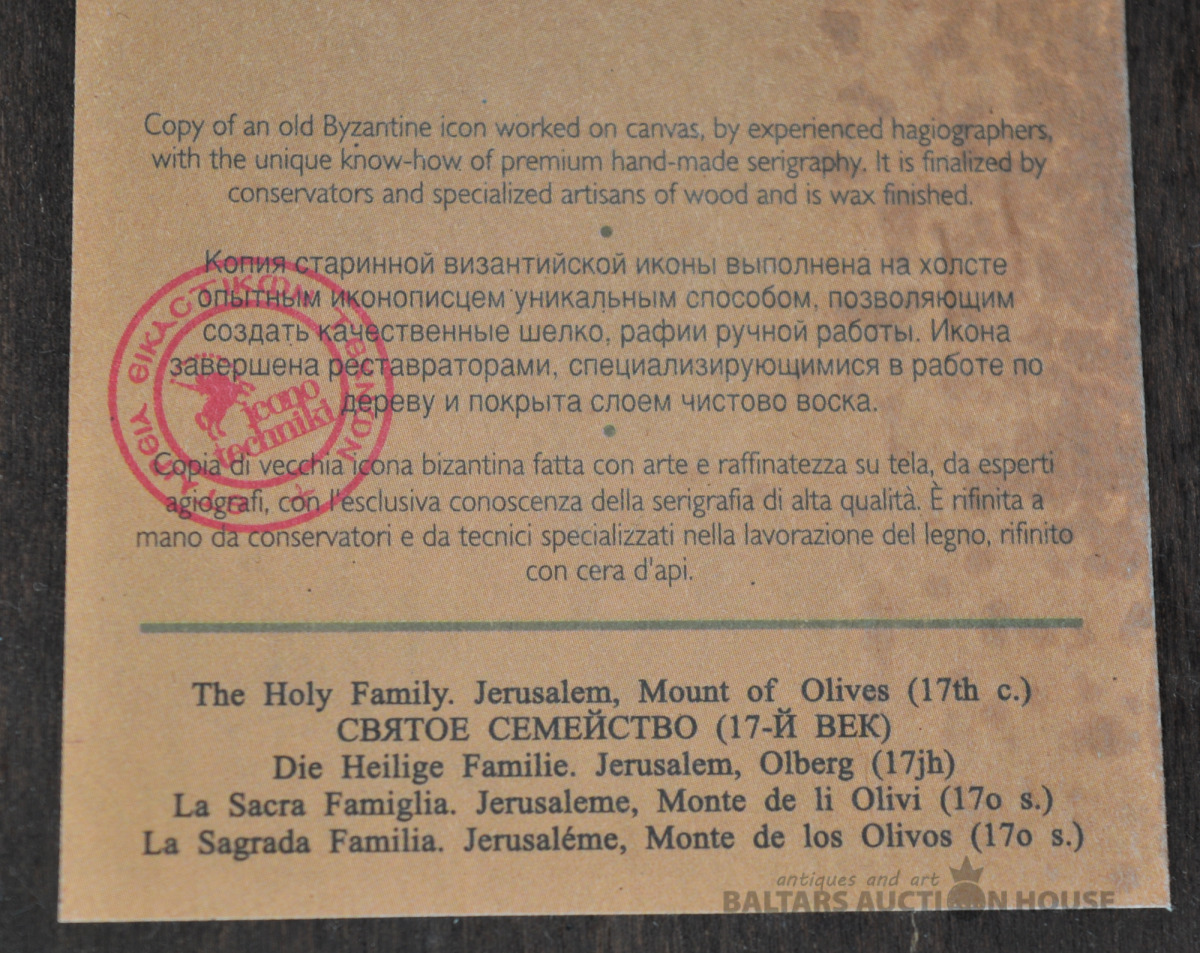 Copy of an old Byzantine icon worked on canvas, by experienced hagiographers,
with the unique know-how of premium hand-made serigraphy. It is finalized by
conservators and specialized artisans of wood and is wax finished.
•
Копия старинной византийской иконы выполнена на холсте
опытным иконописцем уникальным способом, позволяющим
создать качественные шелко, рафии ручной работы. Икона
завершена реставраторами, специализирующимися в работе по
дереву и покрыта слоем чистово воска.
•
Copia di vecchia icona bizantina fatta con arte e raffinatezza su tela, da esperti
agiografi, con l'esclusiva conoscenza della serigrafia di alta qualità. È rifinita a
mano da conservatori e da tecnici specializzati nella lavorazione del legno, rifinito
con cera d'api.
icono
techniki
The Holy Family. Jerusalem, Mount of Olives (17th c.)
СВЯТОЕ СЕМЕЙСТВО (17-Й ВЕК)
Die Heilige Familie. Jerusalem, Olberg (17jh)
La Sacra Famiglia. Jerusaleme, Monte de li Olivi (17o s.)
La Sagrada Familia. Jerusaléme, Monte de los Olivos (17o s.)
antiques and art
BALTARS AUCTION HOUSE